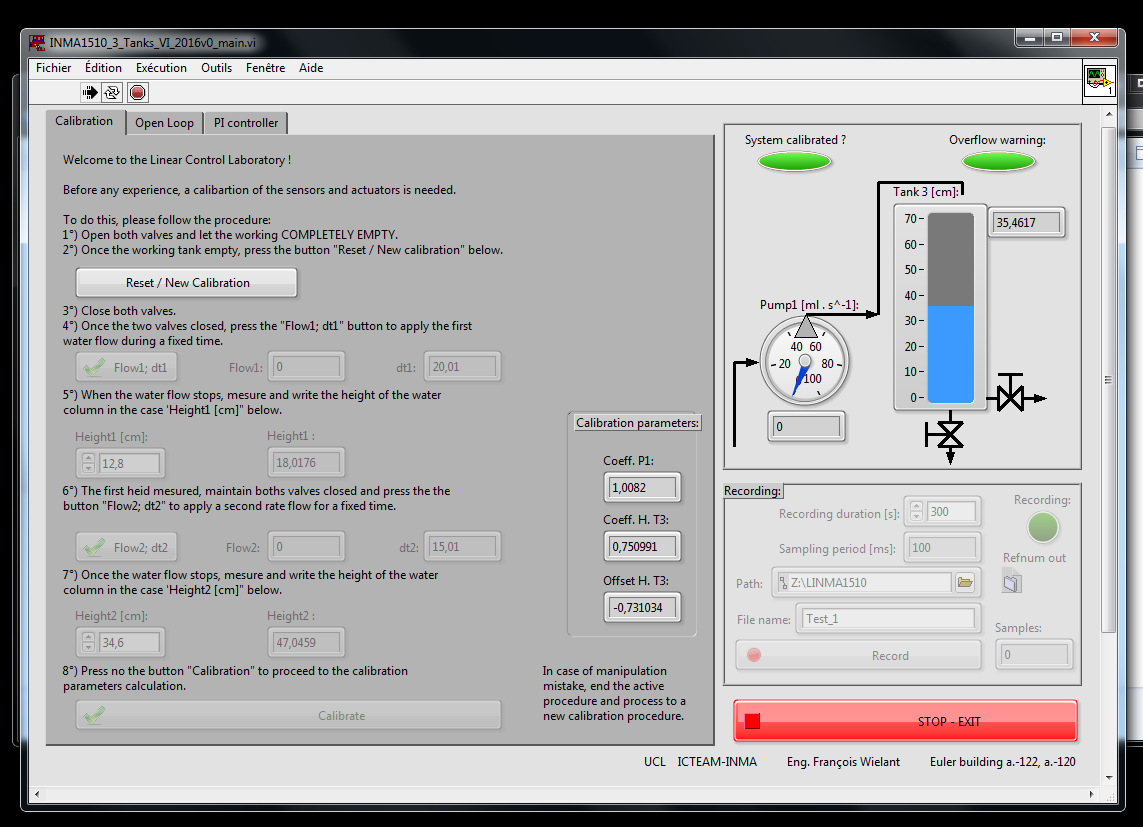 INMA1510_3_Tanks_VI_2016v0_main.vi
Fichier Édition Exécution Outils Fenêtre Aide
1
Calibration Open Loop PI controller
Welcome to the Linear Control Laboratory !
Before any experience, a calibartion of the sensors and actuators is needed.
To do this, please follow the procedure:
1°) Open both valves and let the working COMPLETELY EMPTY.
2°) Once the working tank empty, press the button "Reset / New calibration" below.
Reset / New Calibration
3°) Close both valves.
4°) Once the two valves closed, press the "Flow1; dt1" button to apply the first
water flow during a fixed time.
Flow1; dt1 Flow1: 0 dt1: 20,01
5°) When the water flow stops, mesure and write the height of the water
column in the case 'Height1 [cm]" below.
Height1 [cm]: Height1 :
12,8 18,0176
6°) The first heid mesured, maintain boths valves closed and press the the
button "Flow2; dt2" to apply a second rate flow for a fixed time.
Flow2; dt2 Flow2: 0 dt2: 15,01
7°) Once the water flow stops, mesure and write the height of the water
column in the case 'Height2 [cm]" below.
Height2 [cm]: Height2 :
34,6 47,0459
8°) Press no the button "Calibration" to proceed to the calibration
parameters calculation.
Calibrate
Calibration parameters:
Coeff. P1:
1,0082
Coeff. H. T3:
0,750991
Offset H. T3:
-0,731034
In case of manipulation
mistake, end the active
procedure and process to a
new calibration procedure.
System calibrated ? Overflow warning:
Tank 3 [cm]:
35,4617
70
60
50
40
30
20
10
0
Pump1 [ml . s^-1]:
40 60
20 80
100
0
Recording:
Recording duration [s]: 300
Recording:
Sampling period [ms]: 100
Refnum out
Path: Z:\LINMA1510
File name: Test_1
Samples:
Record 0
STOP - EXIT
UCL ICTEAM-INMA Eng. François Wielant Euler building a.-122, a.-120